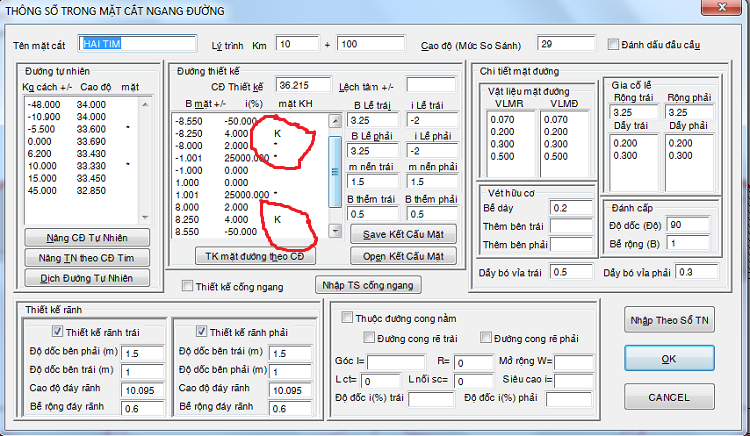 THÔNG SỐ TRONG MẶT CẮT NGANG ĐƯỜNG
Tên mặt cắt HAI TIM Lý trình Km 10 + 100 Cao độ (Mức So Sánh) 29 Đánh dấu đầu cầu
Đường tự nhiên
Kg cách +/- Cao độ mặt
-48.000 34.000
-10.900 34.000
-5.500 33.600 *
0.000 33.690
6.200 33.430
10.000 33.330 *
15.000 33.450
45.000 32.850
Nâng CĐ Tự Nhiên
Nâng TN theo CĐ Tim
Dịch Đường Tự Nhiên
Đường thiết kế
CĐ Thiết kế 36.215 Lệch tâm +/-
B mặt +/- i(%) mặt KH
-8.550 -50.000
-8.250 4.000 K
-8.000 2.000 *
-1.001 25000.000 *
-1.000 0.000
1.000 0.000
1.001 25000.000 *
8.000 2.000
8.250 4.000 K
8.550 -50.000
B Lề trái i Lề trái
3.25 -2
B Lề phải i Lề phải
3.25 -2
m nền trái m nền phải
1.5 1.5
B thềm trái B thềm phải
0.5 0.5
Save Kết Cấu Mặt
TK mặt đường theo CĐ Open Kết Cấu Mặt
Thiết kế cống ngang Nhập TS cống ngang
Chi tiết mặt đường
Vật liệu mặt đường
VLMR VLMĐ
0.070 0.070
0.200 0.200
0.300 0.300
0.500 0.500
Gia cố lề
Rộng trái Rộng phải
3.25 3.25
Dầy trái Dầy phải
0.200 0.200
0.300 0.300
Vét hữu cơ
Bề dày 0.2
Thêm bên trái
Thêm bên phải
Đánh cấp
Độ dốc (Độ) 90
Bề rộng (B) 1
Dầy bó vỉa trái 0.5 Dầy bó vỉa phải 0.3
Thiết kế rãnh
Thiết kế rãnh trái
Độ dốc bên phải (m) 1.5
Độ dốc bên trái (m) 1
Cao độ đáy rãnh 10.095
Bề rộng đáy rãnh 0.6
Thiết kế rãnh phải
Độ dốc bên trái (m) 1.5
Độ dốc bên phải (m) 1
Cao độ đáy rãnh 10.095
Bề rộng đáy rãnh 0.6
Thuộc đường cong nằm
Đường cong rẽ trái Đường cong rẽ phải
Góc I= R= 0 Mở rộng W=
L ct= 0 L nối sc= 0 Siêu cao i=
Độ dốc i(%) trái Độ dốc i(%) phải
Nhập Theo Sổ TN
OK
CANCEL